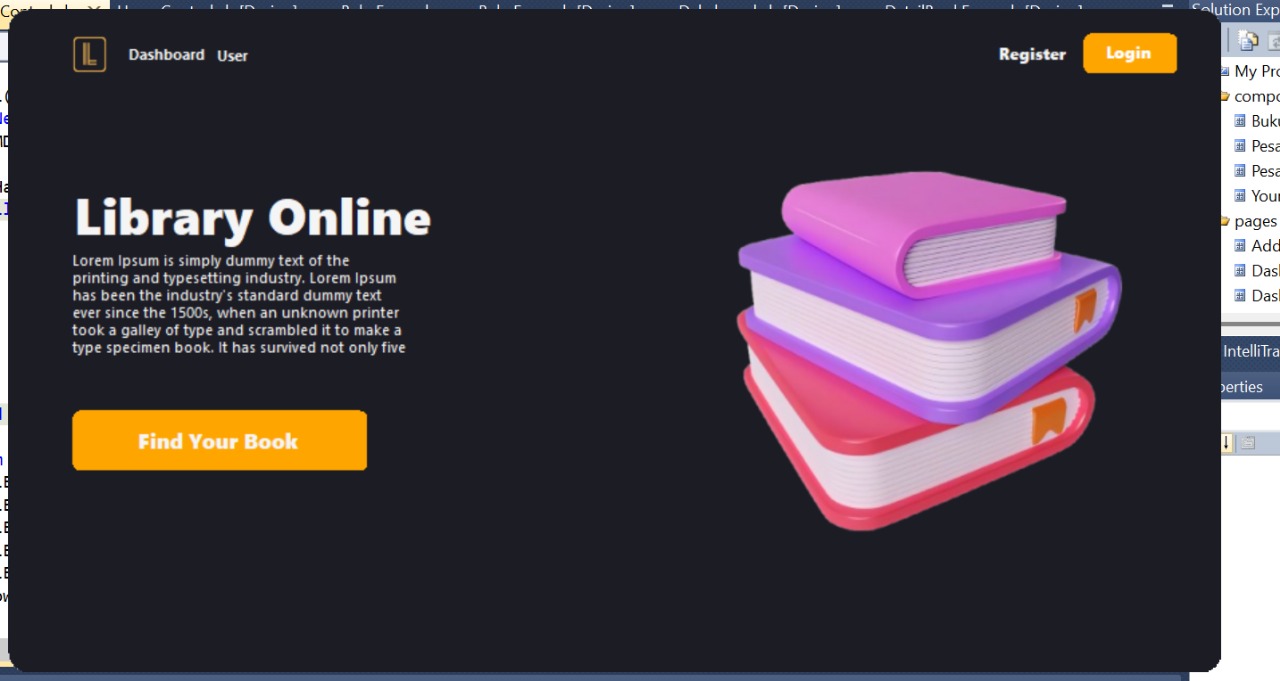 Solution Exp
L
Dashboard
User
Register
Login
My Pro
compo
Buku
Pesa
Pesa
Your
pages
Add
Dasl
Dasl
Library Online
Lorem Ipsum is simply dummy text of the
printing and typesetting industry. Lorem Ipsum
has been the industry's standard dummy text
ever since the 1500s, when an unknown printer
took a galley of type and scrambled it to make a
type specimen book. It has survived not only five
Find Your Book
IntelliTra
perties